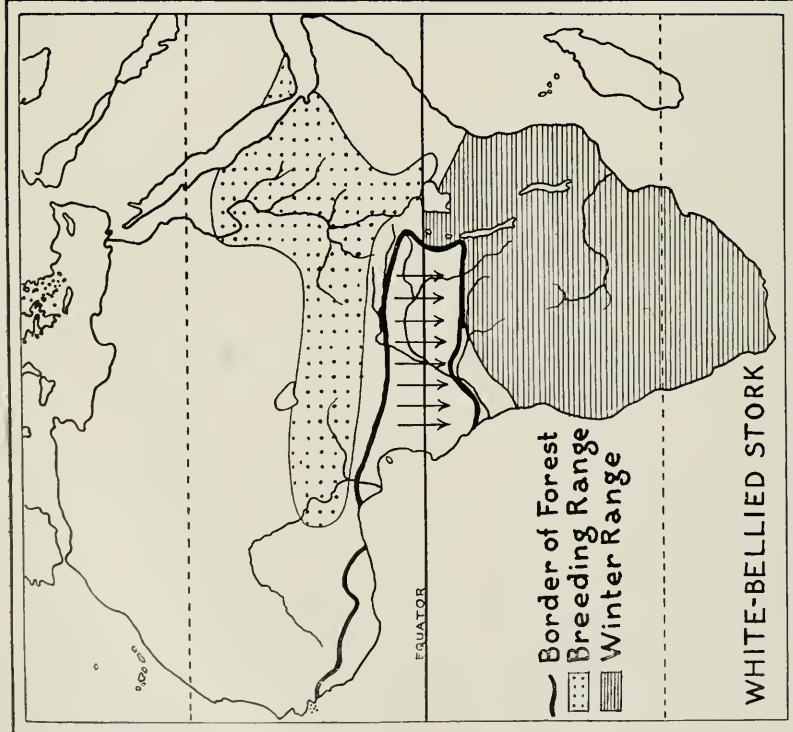 EQUATOR
Border of Forest
Breeding Range
Winter Range
WHITE-BELLIED STORK